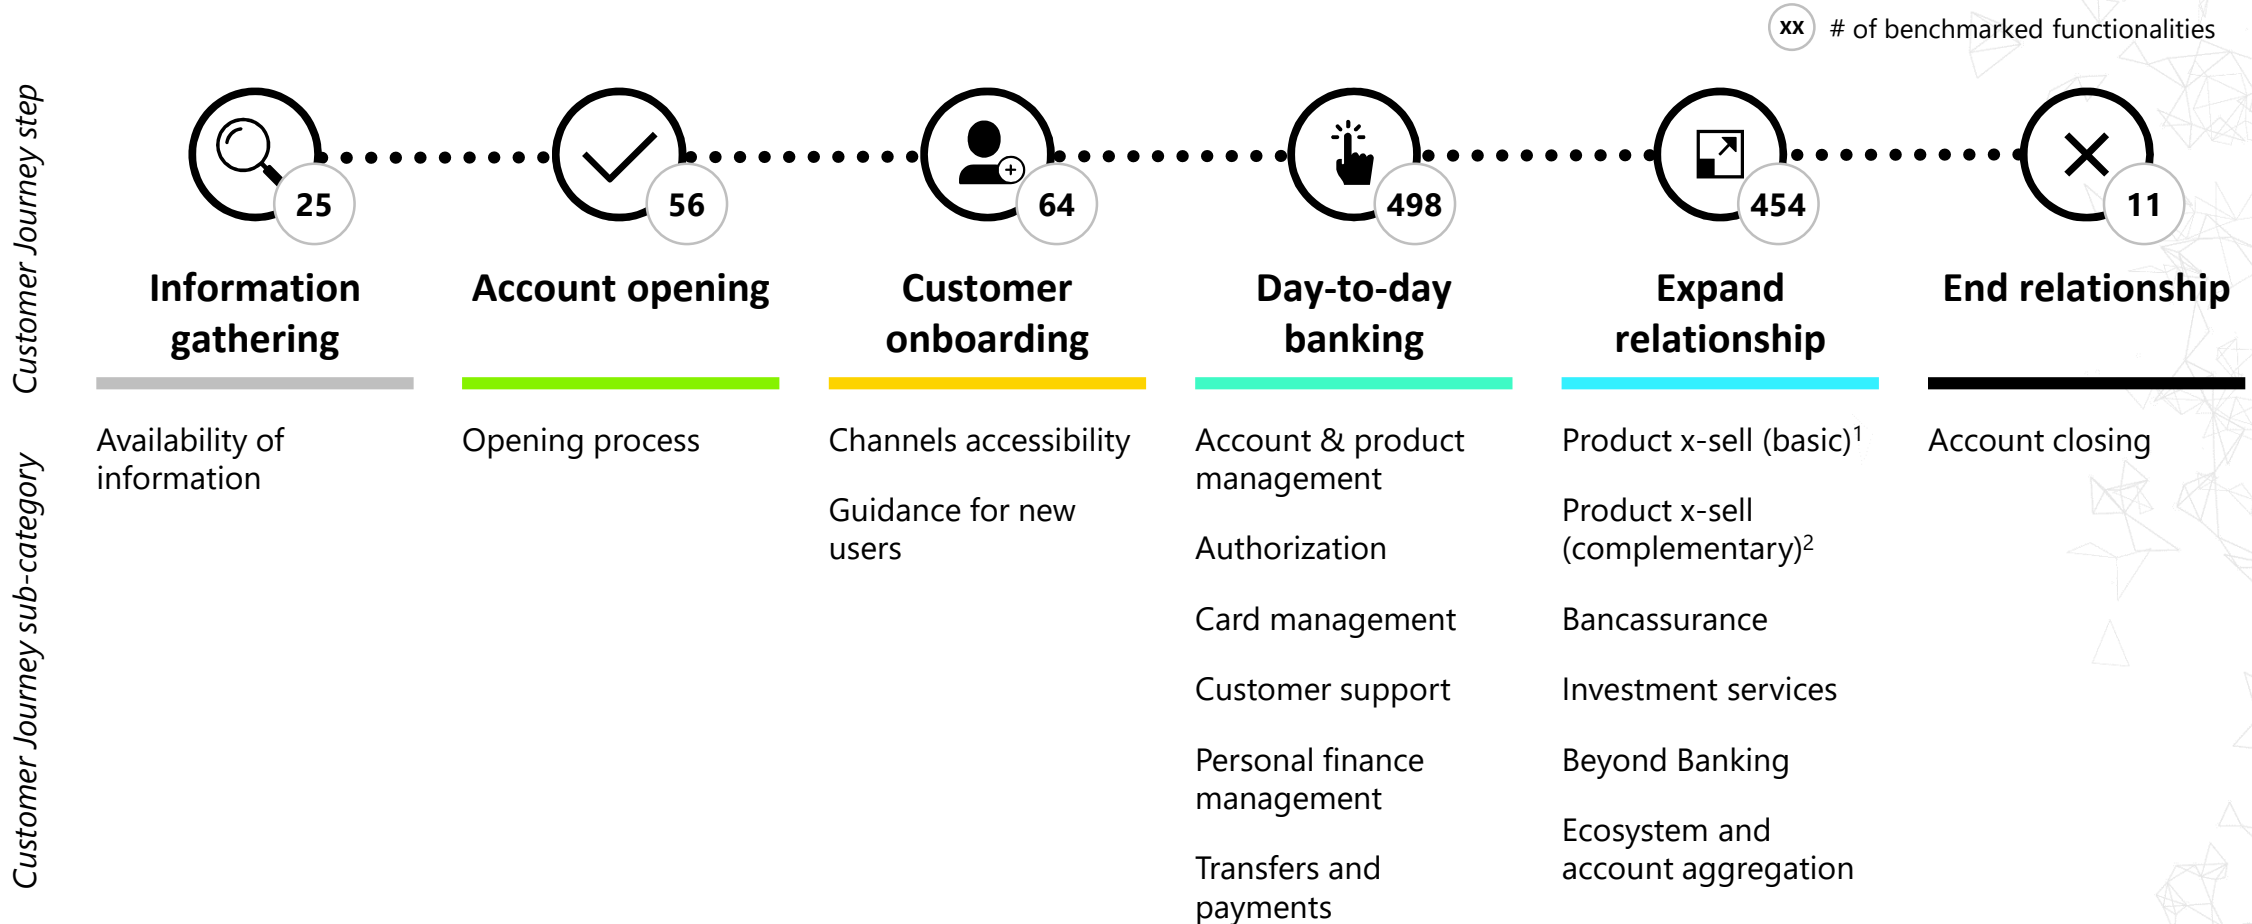 xx # of benchmarked functionalities
Customer Journey step
25
56
64
498
454
11
Information
gathering
Account opening
Customer
onboarding
Day-to-day
banking
Expand
relationship
End relationship
Customer Journey sub-category
Availability of
information
Opening process
Channels accessibility
Guidance for new
users
Account & product
management
Authorization
Card management
Customer support
Personal finance
management
Transfers and
payments
Product x-sell (basic)¹
Product x-sell
(complementary)²
Bancassurance
Investment services
Beyond Banking
Ecosystem and
account aggregation
Account closing